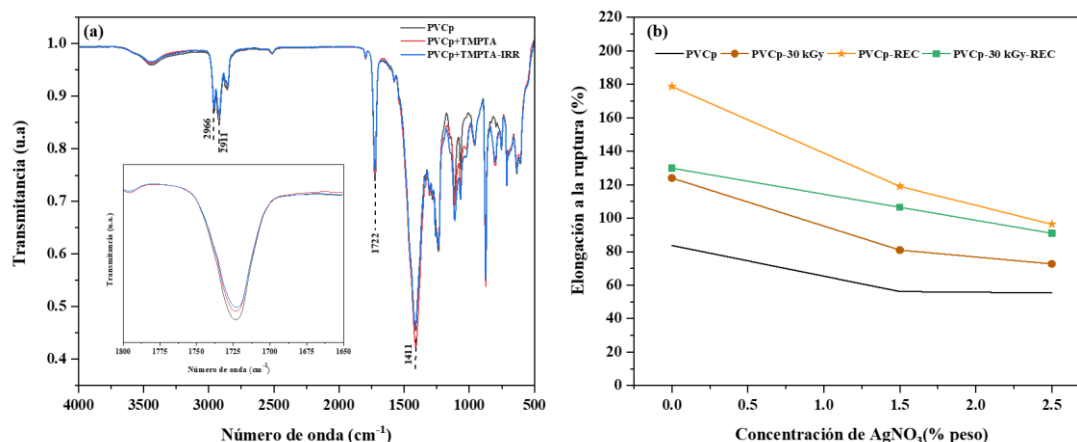 (a)
PVCp
PVCp+TMPTA
PVCp+TMPTA-IRR
Transmitancia (u.a)
1.0
0.9
0.8
0.7
0.6
0.5
0.4
2966
2911
1722
1411
Transmitancia (u.a.)
1800 1780 1750 1725 1700 1675 1650
Número de onda (cm⁻¹)
4000 3500 3000 2500 2000 1500 1000 500
Número de onda (cm⁻¹)
(b)
PVCp PVCp-30 kGy PVCp-REC PVCp-30 kGy-REC
Elongación a la ruptura (%)
220
200
180
160
140
120
100
80
60
40
20
0
0.0 0.5 1.0 1.5 2.0 2.5
Concentración de AgNO₃(% peso)